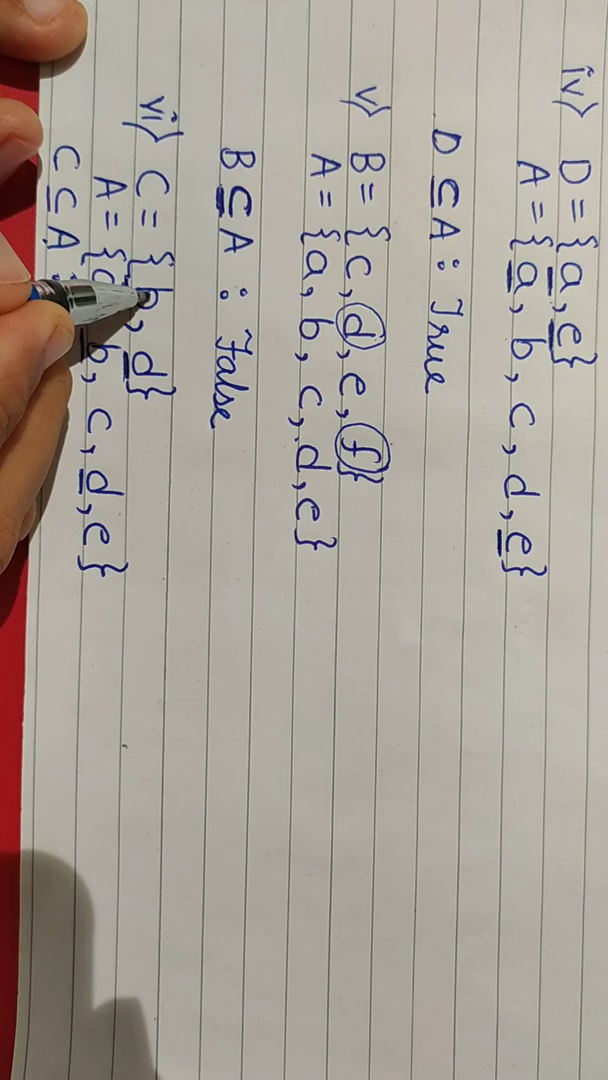 iv) D = {a, e}
A = {a, b, c, d, e}
D ⊆ A : True
v) B = {c, d, e, f}
A = {a, b, c, d, e}
B ⊆ A : False
vi) C = {b, d}
A = {a, b, c, d, e}
C ⊆ A :